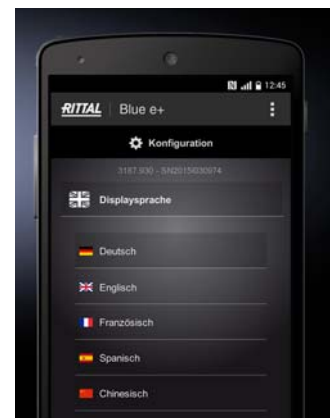 12:45
RITTAL Blue e+
Konfiguration
3187.930 - SN2015030974
Displaysprache
Deutsch
Englisch
Französisch
Spanisch
Chinesisch